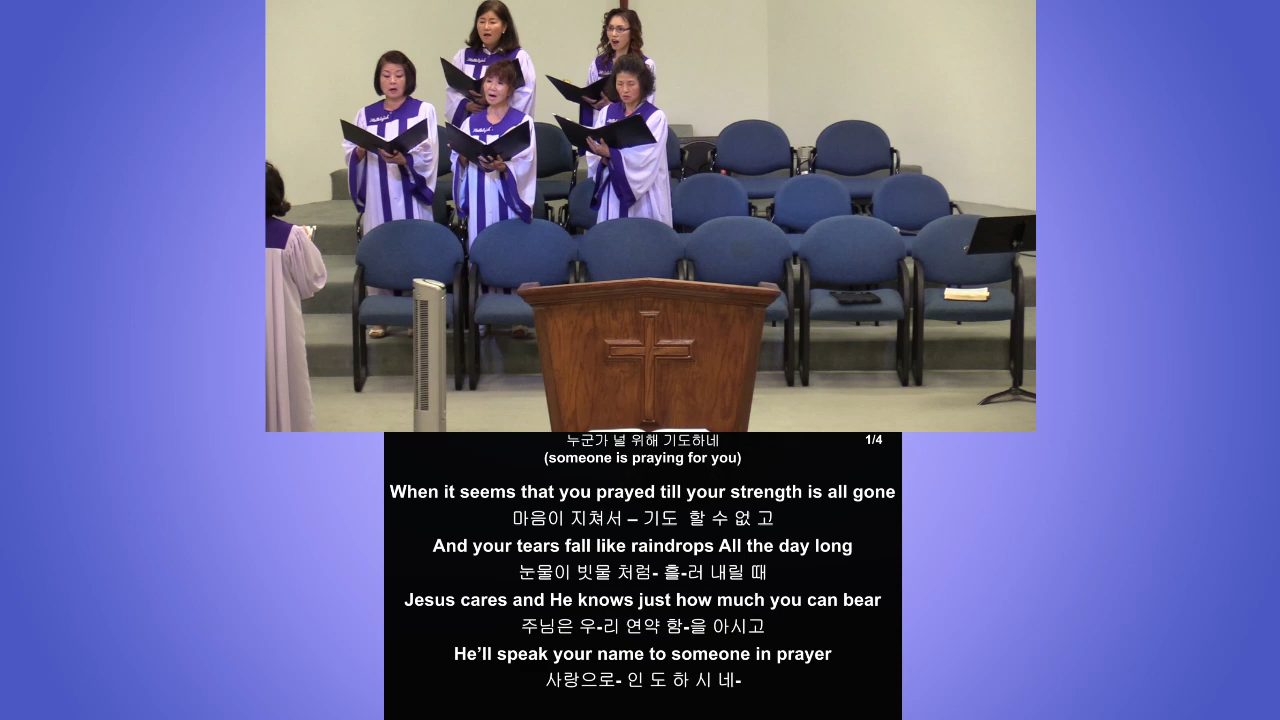 누군가 널 위해 기도하네
1/4
(someone is praying for you)
When it seems that you prayed till your strength is all gone
마음이 지쳐서 – 기도 할 수 없 고
And your tears fall like raindrops All the day long
눈물이 빗물 처럼- 흘-러 내릴 때
Jesus cares and He knows just how much you can bear
주님은 우-리 연약 함-을 아시고
He’ll speak your name to someone in prayer
사랑으로- 인 도 하 시 네-